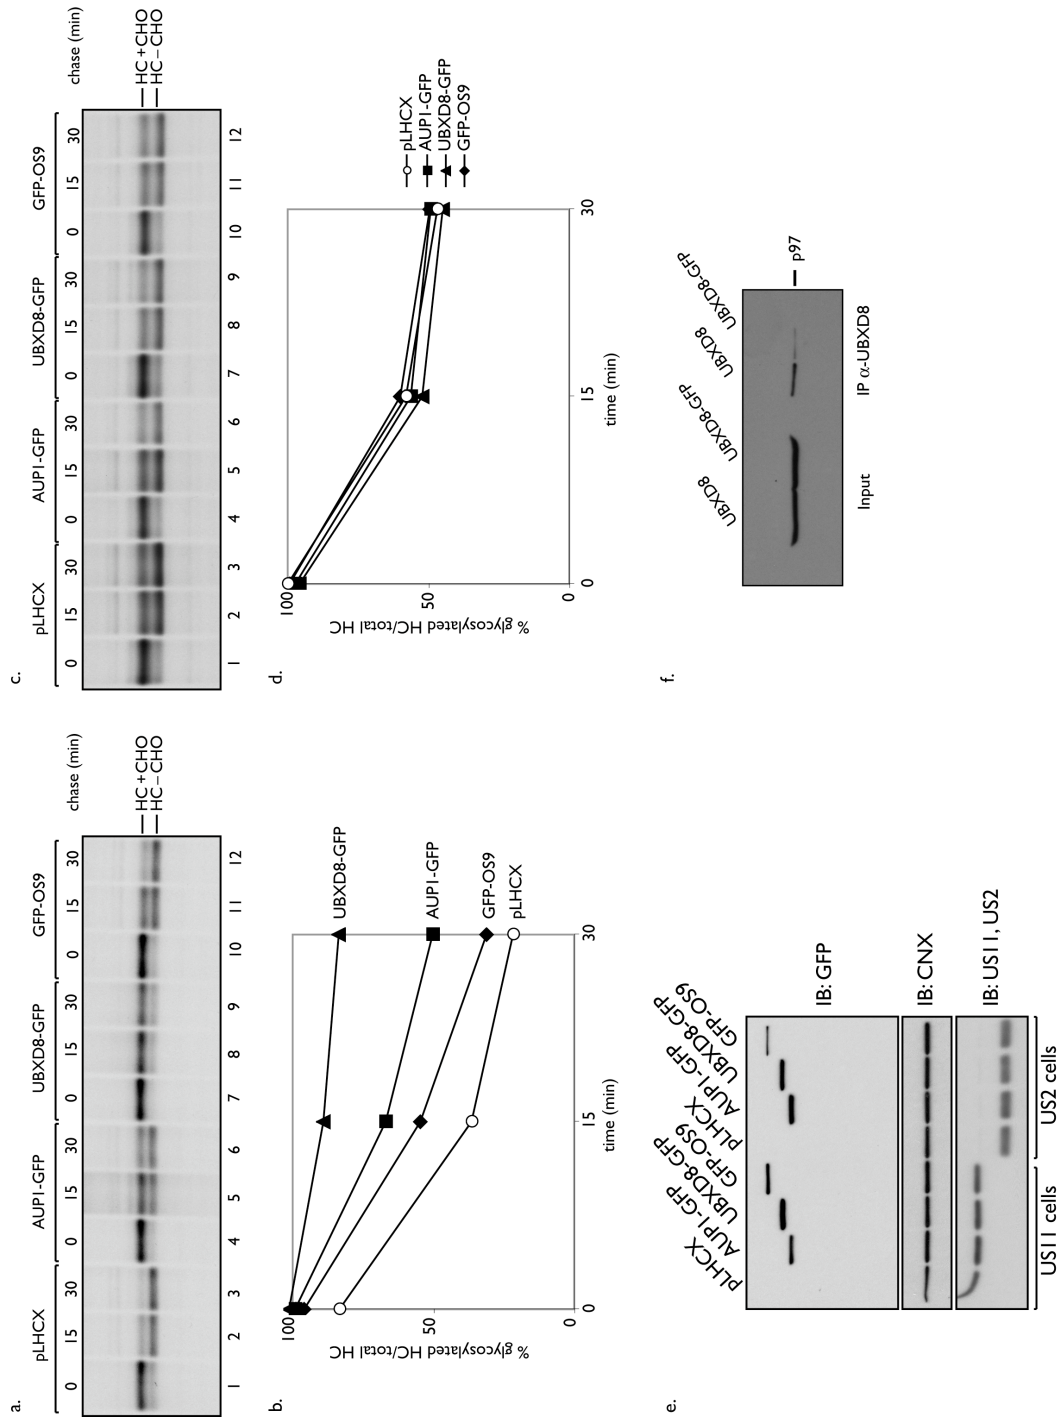 a.
pLHCX AUP1-GFP UBXD8-GFP GFP-OS9
0 15 30 0 15 30 0 15 30 0 15 30 chase (min)
HC+CHO
HC–CHO
1 2 3 4 5 6 7 8 9 10 11 12
b.
% glycosylated HC/total HC
100
50
0
0 15 30
time (min)
UBXD8-GFP
AUP1-GFP
GFP-OS9
pLHCX
c.
pLHCX AUP1-GFP UBXD8-GFP GFP-OS9
0 15 30 0 15 30 0 15 30 0 15 30 chase (min)
HC+CHO
HC–CHO
1 2 3 4 5 6 7 8 9 10 11 12
d.
% glycosylated HC/total HC
100
50
0
0 15 30
time (min)
pLHCX
AUP1-GFP
UBXD8-GFP
GFP-OS9
e.
pLHCX AUP1-GFP UBXD8-GFP GFP-OS9 pLHCX AUP1-GFP UBXD8-GFP GFP-OS9
IB: GFP
IB: CNX
IB: US11, US2
US11 cells US2 cells
f.
UBXD8 UBXD8-GFP UBXD8 UBXD8-GFP
p97
Input IP α-UBXD8